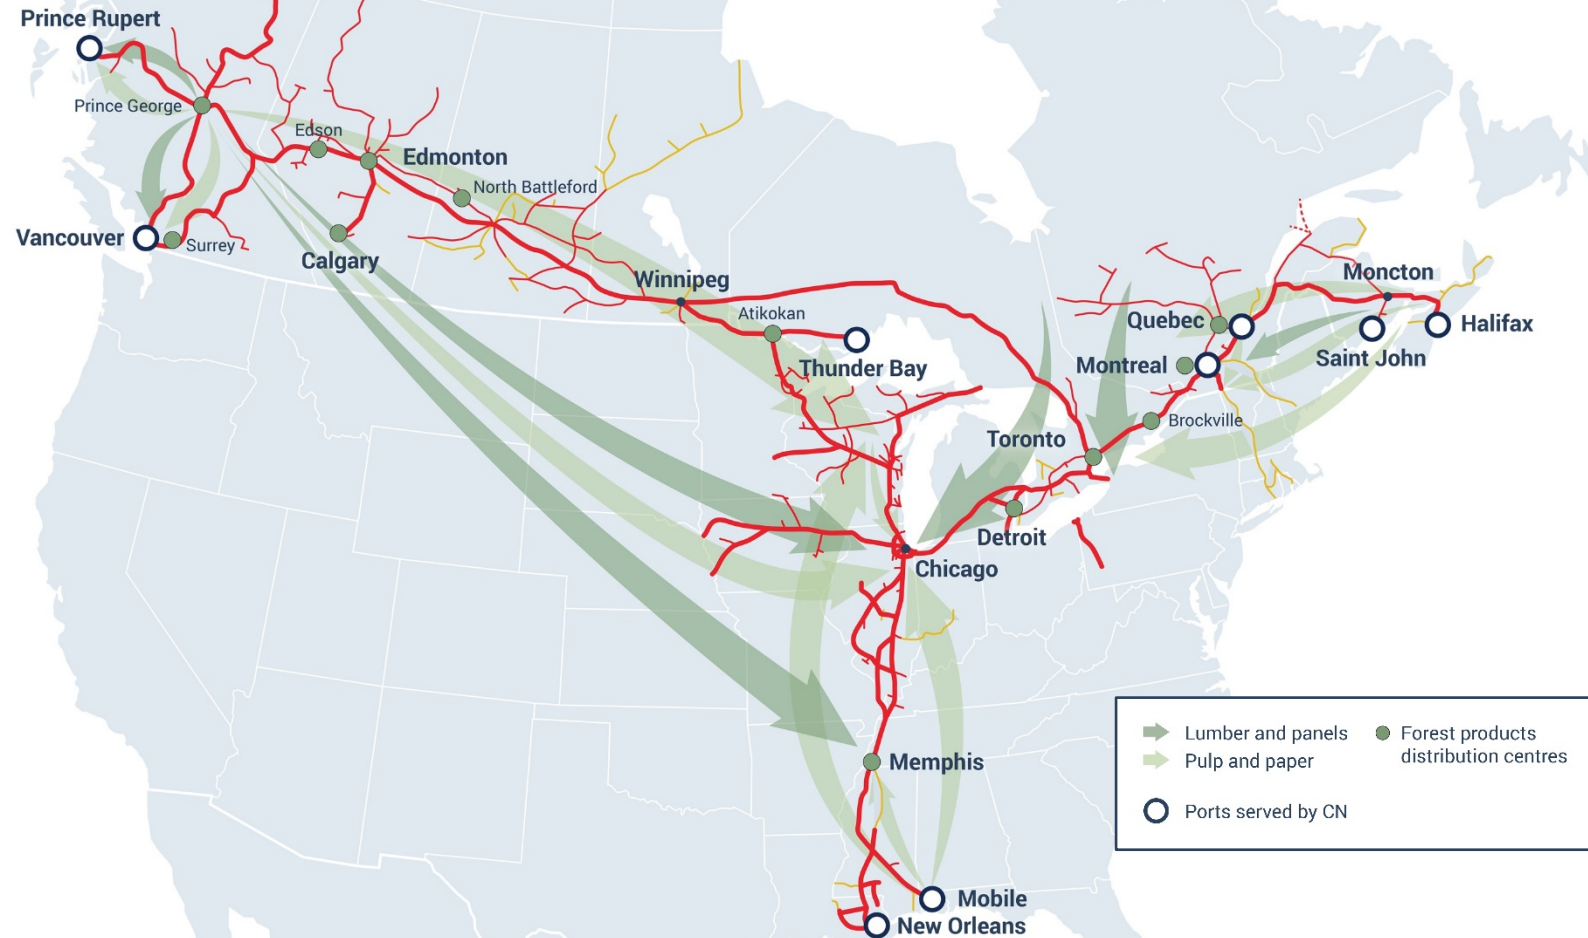 Prince Rupert
Prince George
Edson
Edmonton
North Battleford
Vancouver
Surrey
Calgary
Winnipeg
Atikokan
Thunder Bay
Moncton
Quebec
Halifax
Saint John
Montreal
Brockville
Toronto
Detroit
Chicago
Memphis
Mobile
New Orleans
Lumber and panels
Pulp and paper
Ports served by CN
Forest products
distribution centres